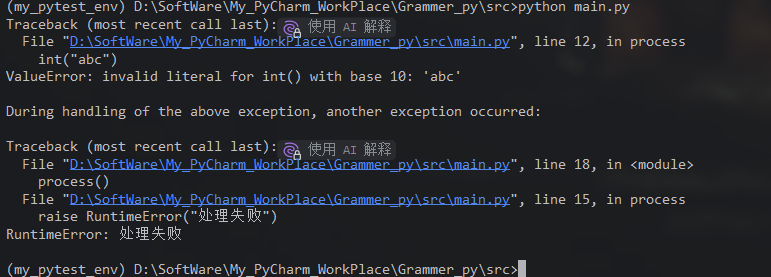 (my_pytest_env) D:\SoftWare\My_PyCharm_WorkPlace\Grammer_py\src>python main.py
Traceback (most recent call last): 使用 AI 解释
  File "D:\SoftWare\My_PyCharm_WorkPlace\Grammer_py\src\main.py", line 12, in process
    int("abc")
ValueError: invalid literal for int() with base 10: 'abc'

During handling of the above exception, another exception occurred:

Traceback (most recent call last): 使用 AI 解释
  File "D:\SoftWare\My_PyCharm_WorkPlace\Grammer_py\src\main.py", line 18, in <module>
    process()
  File "D:\SoftWare\My_PyCharm_WorkPlace\Grammer_py\src\main.py", line 15, in process
    raise RuntimeError("处理失败")
RuntimeError: 处理失败

(my_pytest_env) D:\SoftWare\My_PyCharm_WorkPlace\Grammer_py\src>